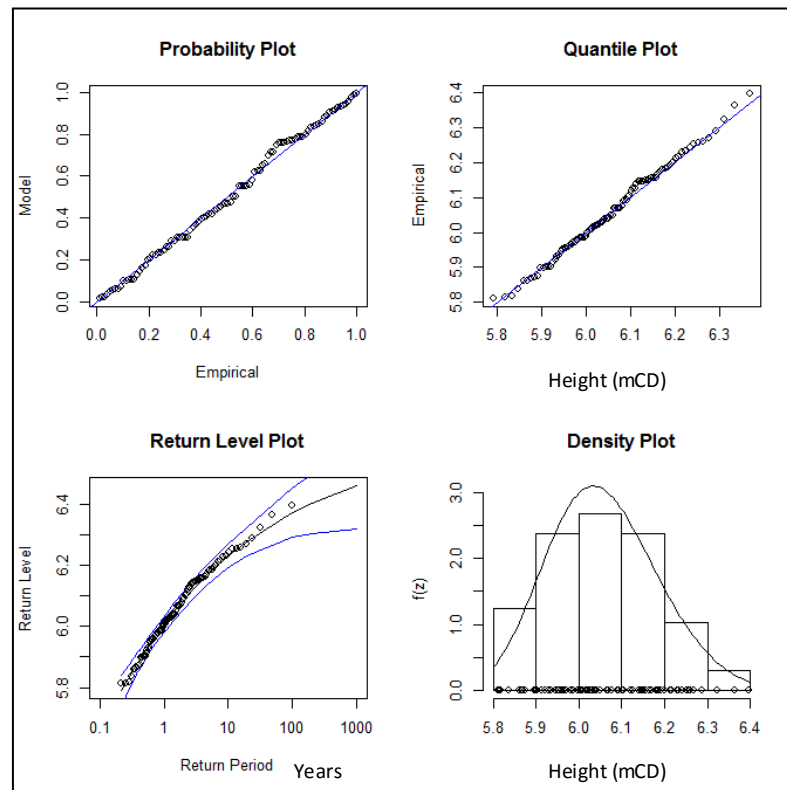 Probability Plot
Model
0.0 0.2 0.4 0.6 0.8 1.0
0.0 0.2 0.4 0.6 0.8 1.0
Empirical
Quantile Plot
Empirical
5.8 5.9 6.0 6.1 6.2 6.3 6.4
5.8 5.9 6.0 6.1 6.2 6.3
Height (mCD)
Return Level Plot
Return Level
5.8 6.0 6.2 6.4
0.1 1 10 100 1000
Return Period Years
Density Plot
f(z)
0.0 1.0 2.0 3.0
5.8 5.9 6.0 6.1 6.2 6.3 6.4
Height (mCD)